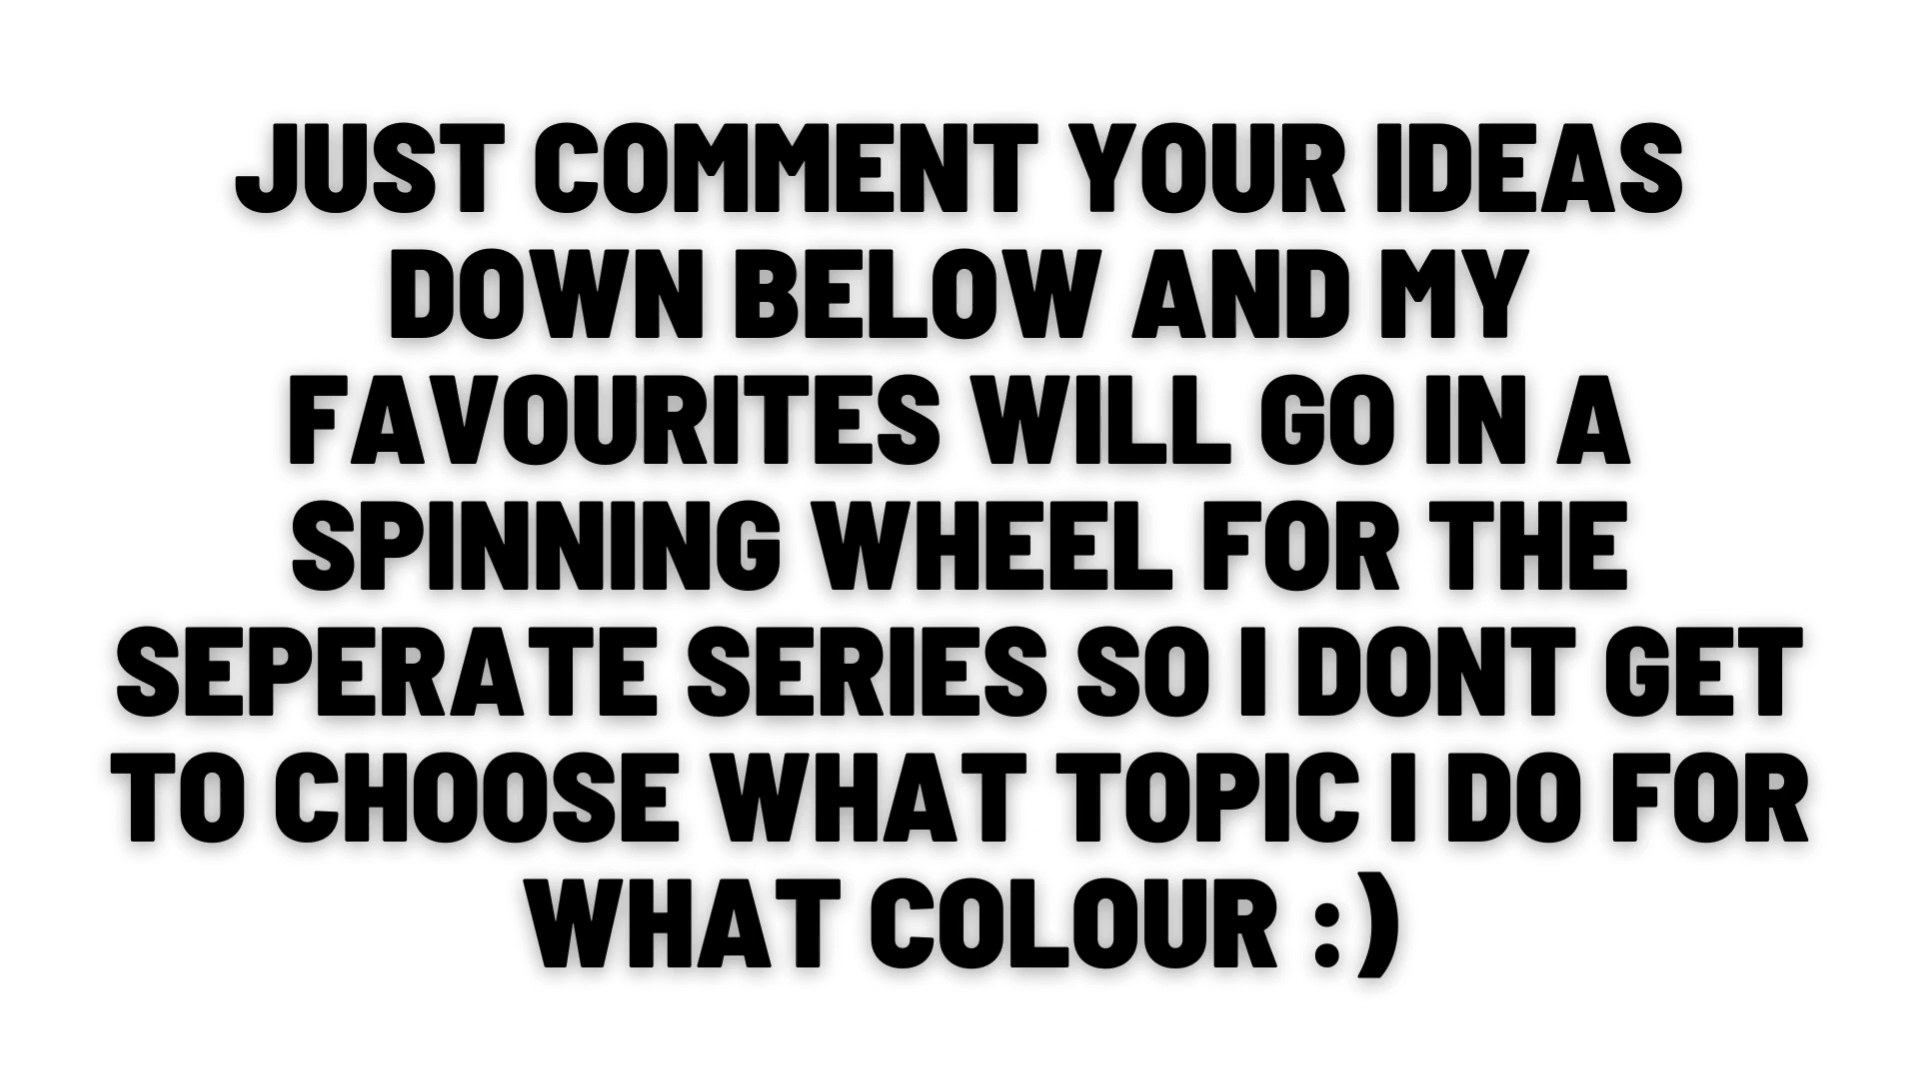 JUST COMMENT YOUR IDEAS
DOWN BELOW AND MY
FAVOURITES WILL GO IN A
SPINNING WHEEL FOR THE
SEPERATE SERIES SO I DONT GET
TO CHOOSE WHAT TOPIC I DO FOR
WHAT COLOUR :)